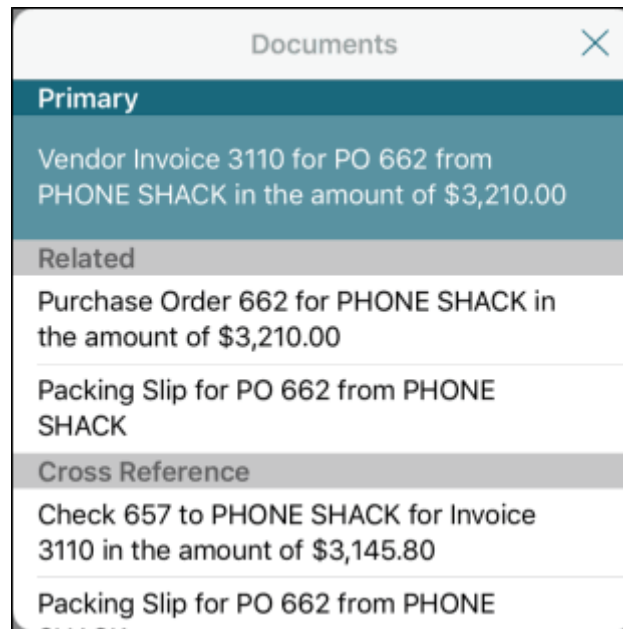 Documents
Primary
Vendor Invoice 3110 for PO 662 from
PHONE SHACK in the amount of $3,210.00
Related
Purchase Order 662 for PHONE SHACK in
the amount of $3,210.00
Packing Slip for PO 662 from PHONE
SHACK
Cross Reference
Check 657 to PHONE SHACK for Invoice
3110 in the amount of $3,145.80
Packing Slip for PO 662 from PHONE